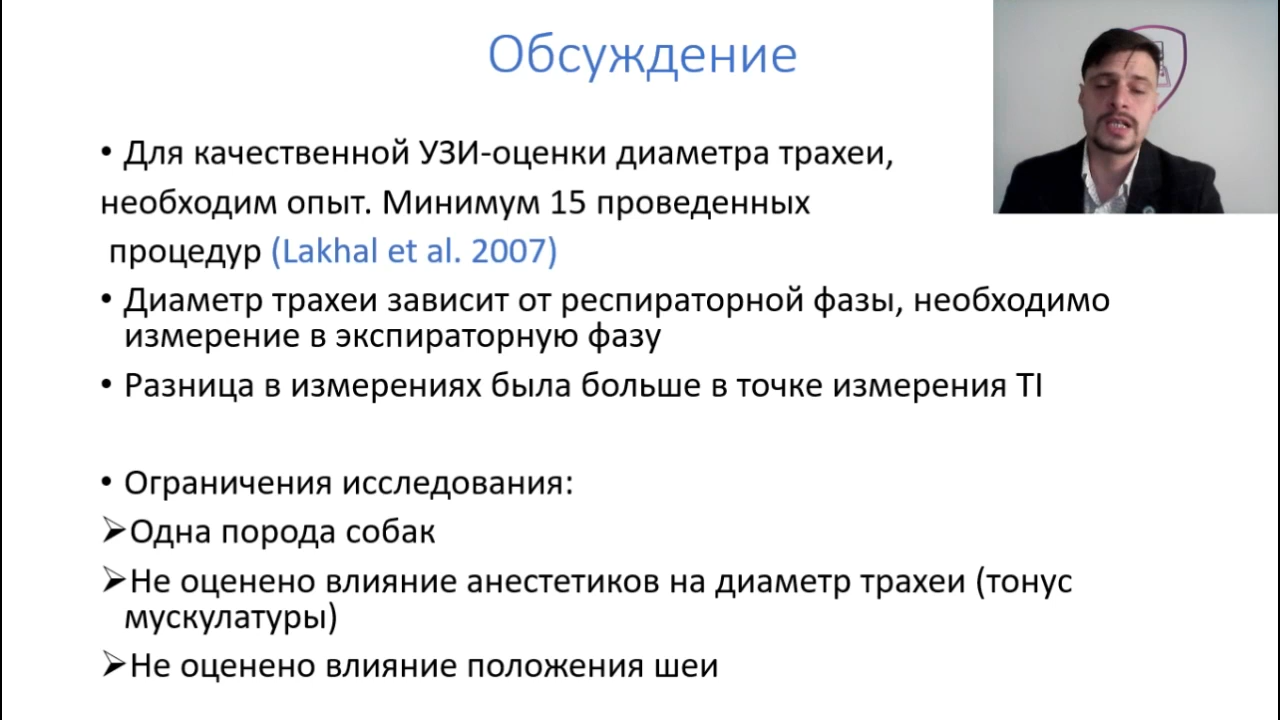 Обсуждение
• Для качественной УЗИ-оценки диаметра трахеи,
необходим опыт. Минимум 15 проведенных
процедур (Lakhal et al. 2007)
• Диаметр трахеи зависит от респираторной фазы, необходимо
измерение в экспираторную фазу
• Разница в измерениях была больше в точке измерения TI
• Ограничения исследования:
➢Одна порода собак
➢Не оценено влияние анестетиков на диаметр трахеи (тонус
мускулатуры)
➢Не оценено влияние положения шеи